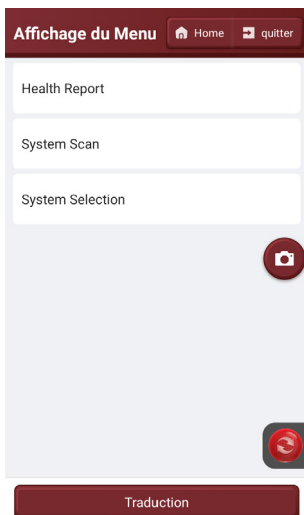 Affichage du Menu Home quitter
Health Report
System Scan
System Selection
Traduction